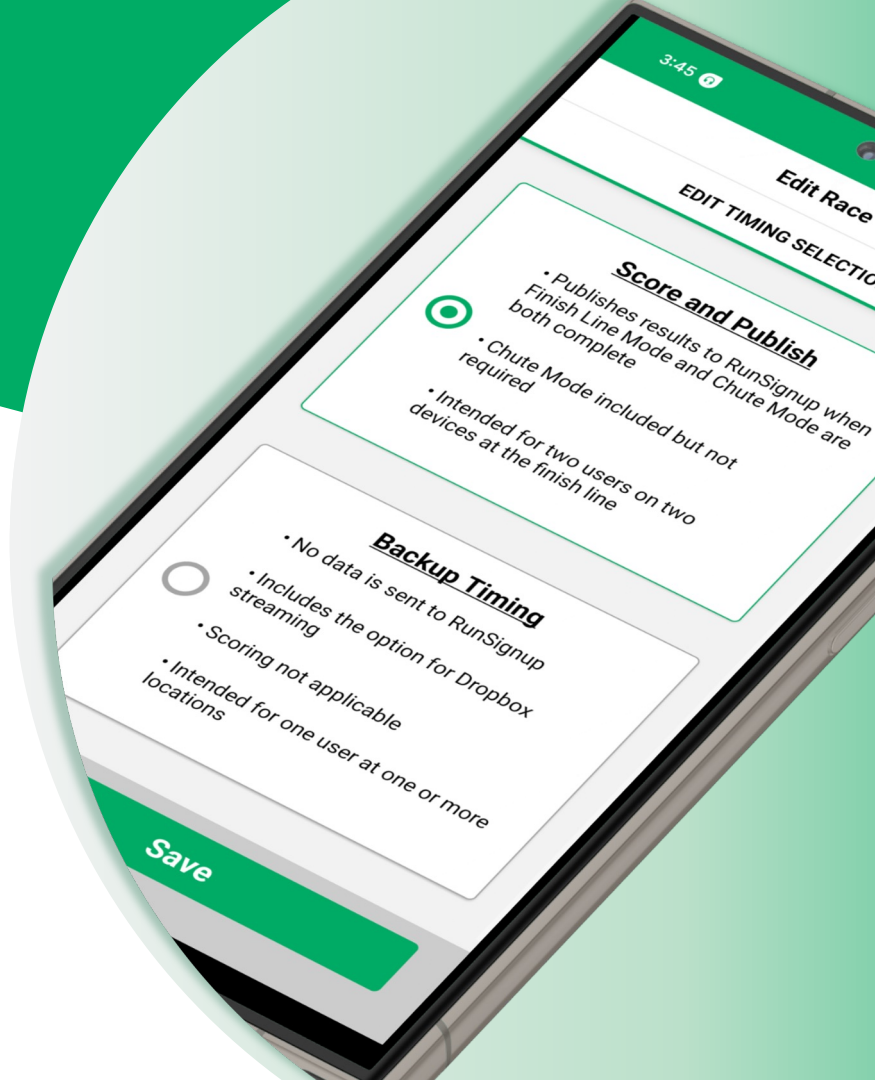 3:45
Edit Race
EDIT TIMING SELECTIO
Score and Publish
• Publishes results to RunSignup when
Finish Line Mode and Chute Mode are
both complete
• Chute Mode included but not
required
• Intended for two users on two
devices at the finish line
Backup Timing
• No data is sent to RunSignup
• Includes the option for Dropbox
streaming
• Scoring not applicable
• Intended for one user at one or more
locations
Save